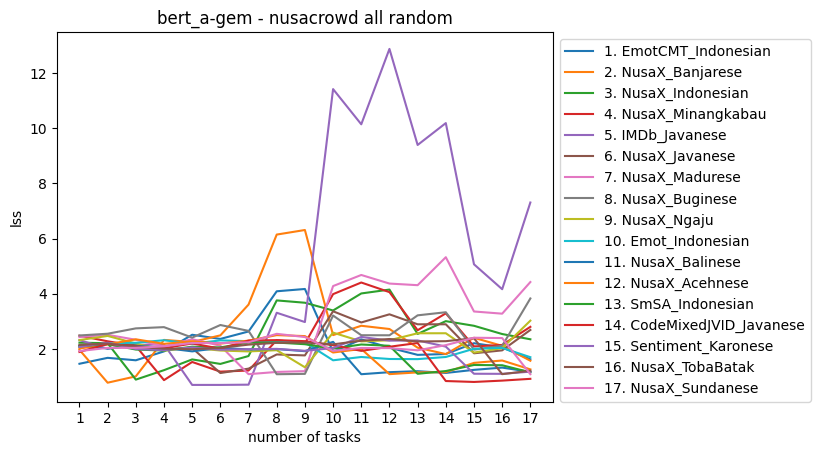 bert_a-gem - nusacrowd all random
lss
12
10
8
6
4
2
1 2 3 4 5 6 7 8 9 10 11 12 13 14 15 16 17
number of tasks
1. EmotCMT_Indonesian
2. NusaX_Banjarese
3. NusaX_Indonesian
4. NusaX_Minangkabau
5. IMDb_Javanese
6. NusaX_Javanese
7. NusaX_Madurese
8. NusaX_Buginese
9. NusaX_Ngaju
10. Emot_Indonesian
11. NusaX_Balinese
12. NusaX_Acehnese
13. SmSA_Indonesian
14. CodeMixedJVID_Javanese
15. Sentiment_Karonese
16. NusaX_TobaBatak
17. NusaX_Sundanese